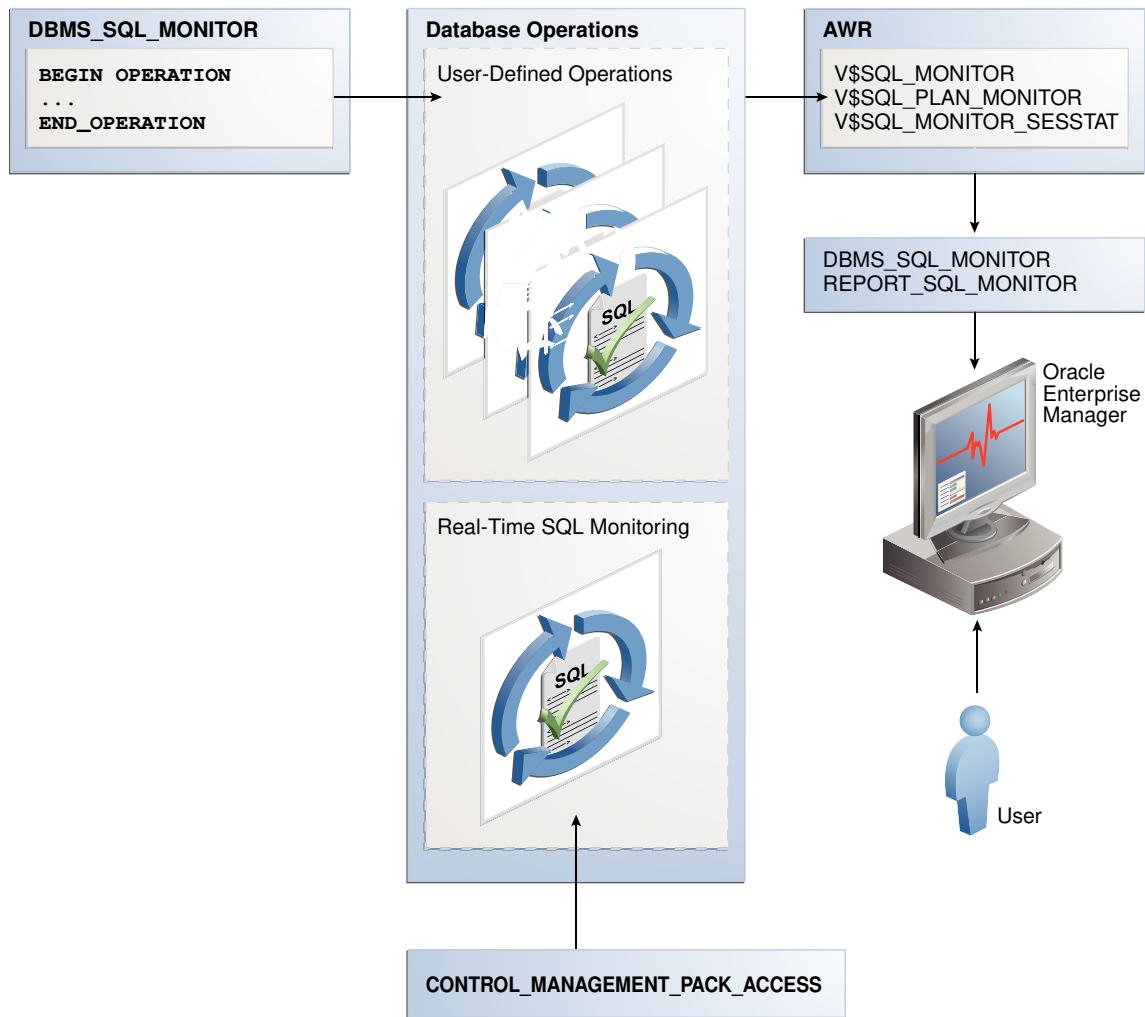 DBMS_SQL_MONITOR
BEGIN OPERATION
...
END_OPERATION
Database Operations
User-Defined Operations
SQL
Real-Time SQL Monitoring
SQL
CONTROL_MANAGEMENT_PACK_ACCESS
AWR
V$SQL_MONITOR
V$SQL_PLAN_MONITOR
V$SQL_MONITOR_SESSTAT
DBMS_SQL_MONITOR
REPORT_SQL_MONITOR
Oracle
Enterprise
Manager
User